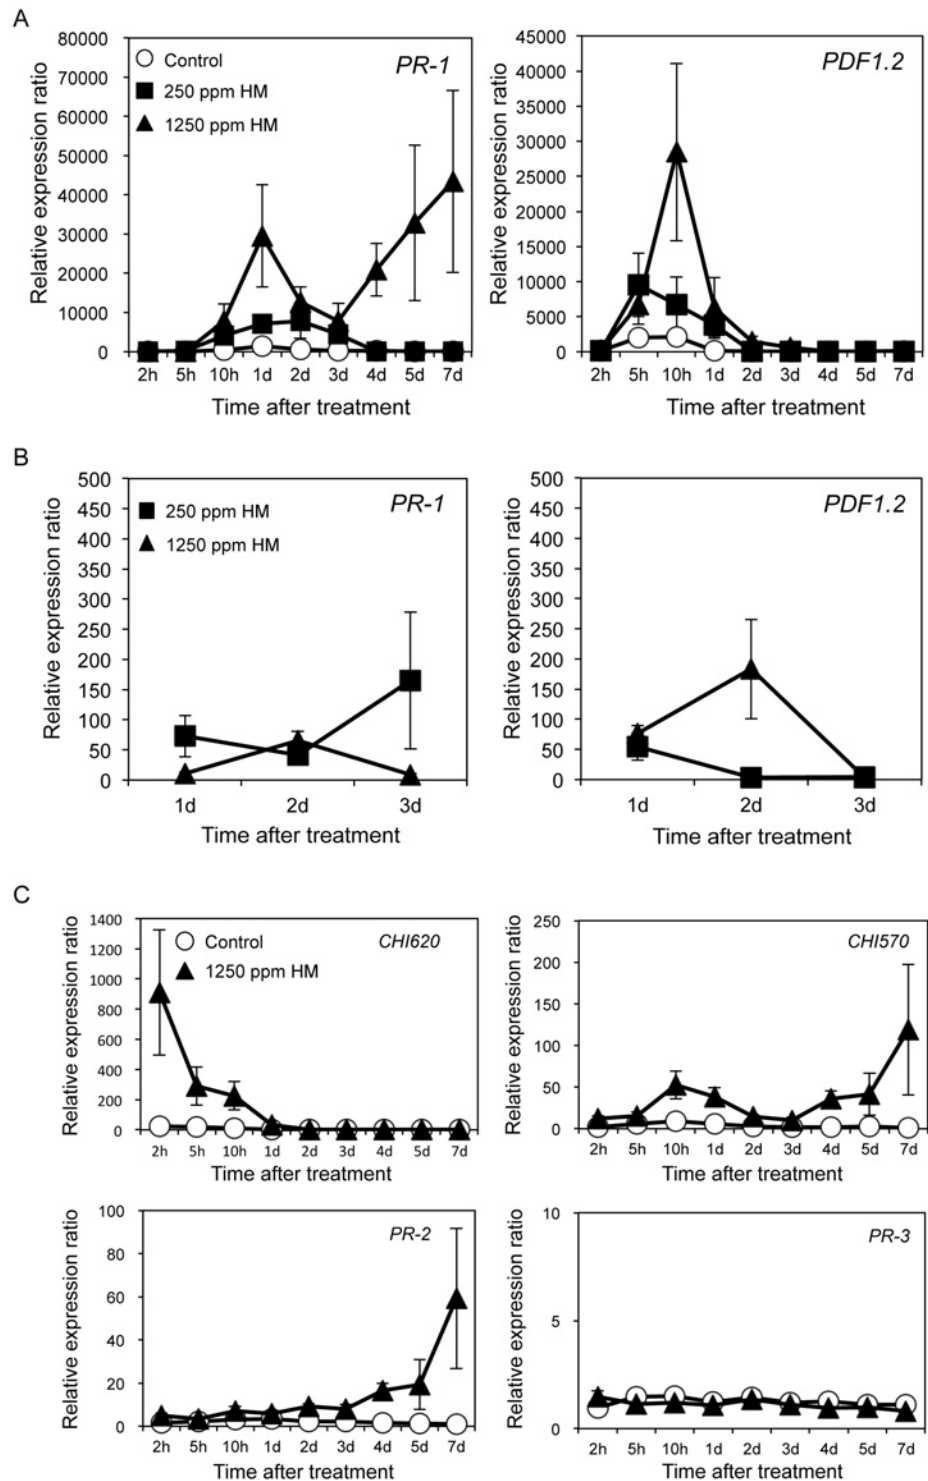 A
Relative expression ratio
80000
70000
60000
50000
40000
30000
20000
10000
0
Control
250 ppm HM
1250 ppm HM
PR-1
2h 5h 10h 1d 2d 3d 4d 5d 7d
Time after treatment
Relative expression ratio
45000
40000
35000
30000
25000
20000
15000
10000
5000
0
PDF1.2
2h 5h 10h 1d 2d 3d 4d 5d 7d
Time after treatment
B
Relative expression ratio
500
450
400
350
300
250
200
150
100
50
0
PR-1
250 ppm HM
1250 ppm HM
1d 2d 3d
Time after treatment
Relative expression ratio
500
450
400
350
300
250
200
150
100
50
0
PDF1.2
1d 2d 3d
Time after treatment
C
Relative expression ratio
1400
1200
1000
800
600
400
200
0
Control
1250 ppm HM
CHI620
2h 5h 10h 1d 2d 3d 4d 5d 7d
Time after treatment
Relative expression ratio
250
200
150
100
50
0
CHI570
2h 5h 10h 1d 2d 3d 4d 5d 7d
Time after treatment
Relative expression ratio
100
80
60
40
20
0
PR-2
2h 5h 10h 1d 2d 3d 4d 5d 7d
Time after treatment
Relative expression ratio
10
5
0
PR-3
2h 5h 10h 1d 2d 3d 4d 5d 7d
Time after treatment